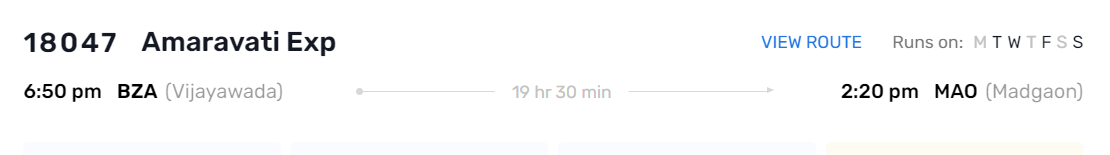 18047 Amaravati Exp VIEW ROUTE Runs on: M T W T F S S
6:50 pm BZA (Vijayawada) 19 hr 30 min 2:20 pm MAO (Madgaon)